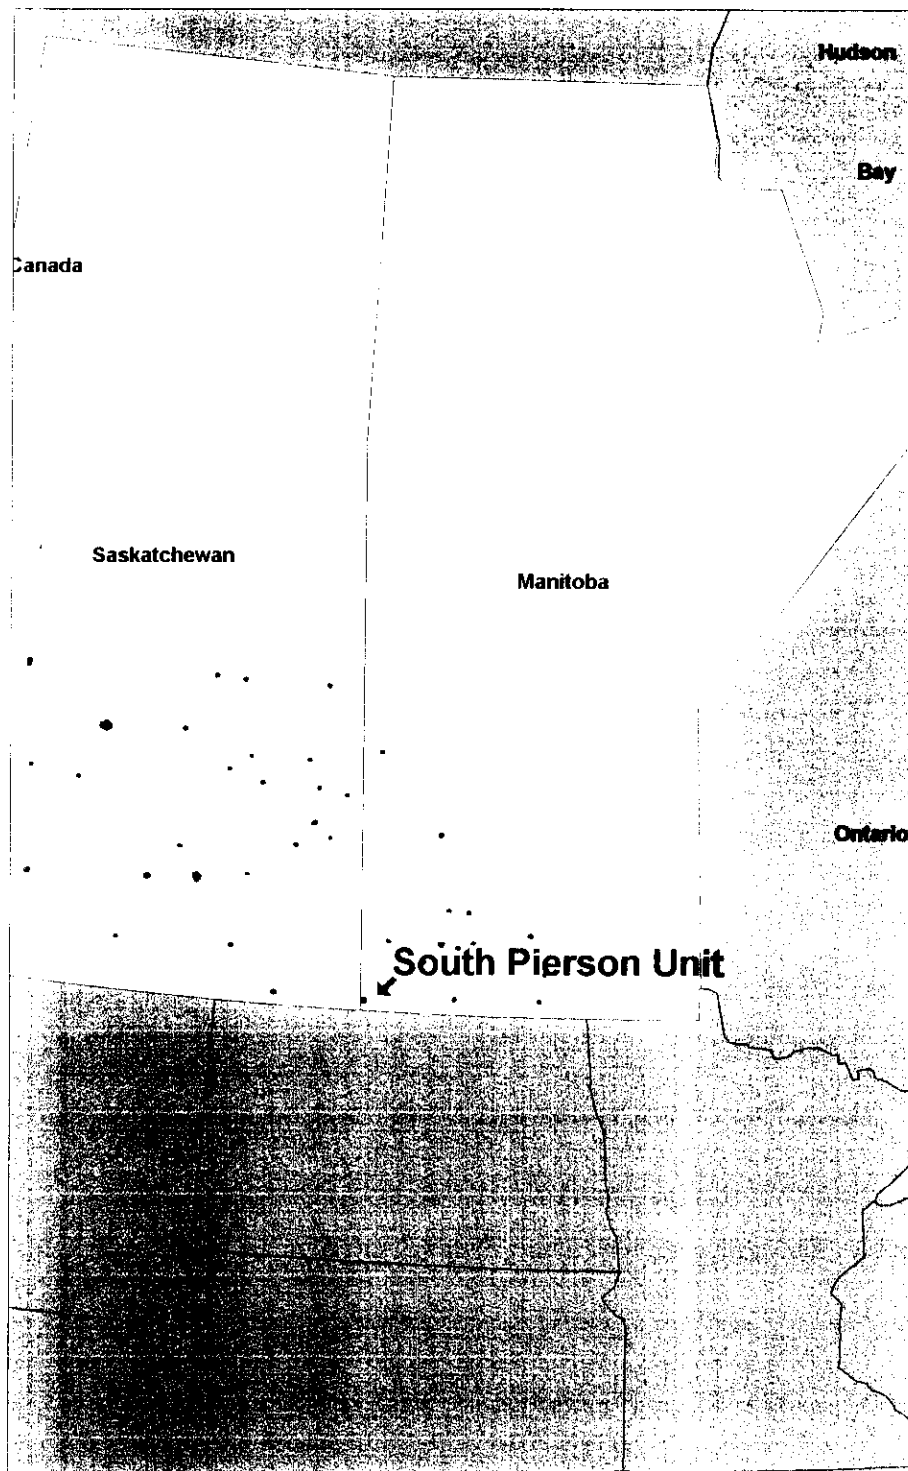 Hudson
Bay
Canada
Saskatchewan
Manitoba
Ontario
South Pierson Unit